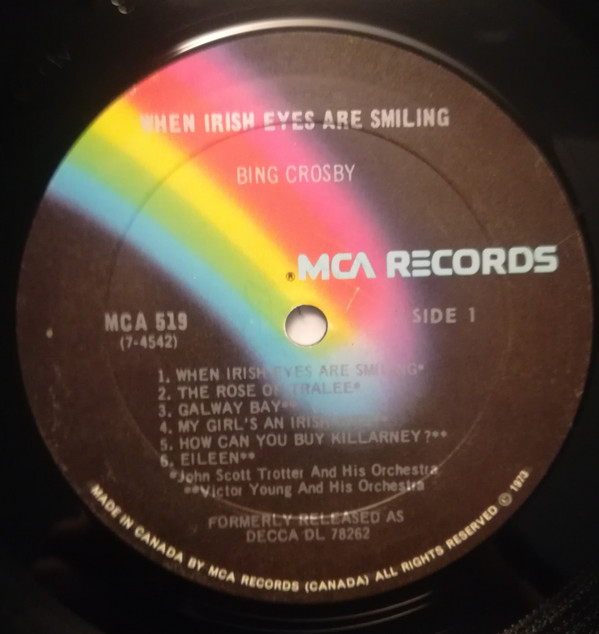 WHEN IRISH EYES ARE SMILING
BING CROSBY
® MCA RECORDS
MCA 519
(7-4542)
SIDE 1
1. WHEN IRISH EYES ARE SMILING*
2. THE ROSE OF TRALEE*
3. GALWAY BAY**
4. MY GIRL'S AN IRISH
5. HOW CAN YOU BUY KILLARNEY?**
6. EILEEN**
*John Scott Trotter And His Orchestra
**Victor Young And His Orchestra
FORMERLY RELEASED AS
DECCA DL 78262
MADE IN CANADA BY MCA RECORDS (CANADA) ALL RIGHTS RESERVED © 1973